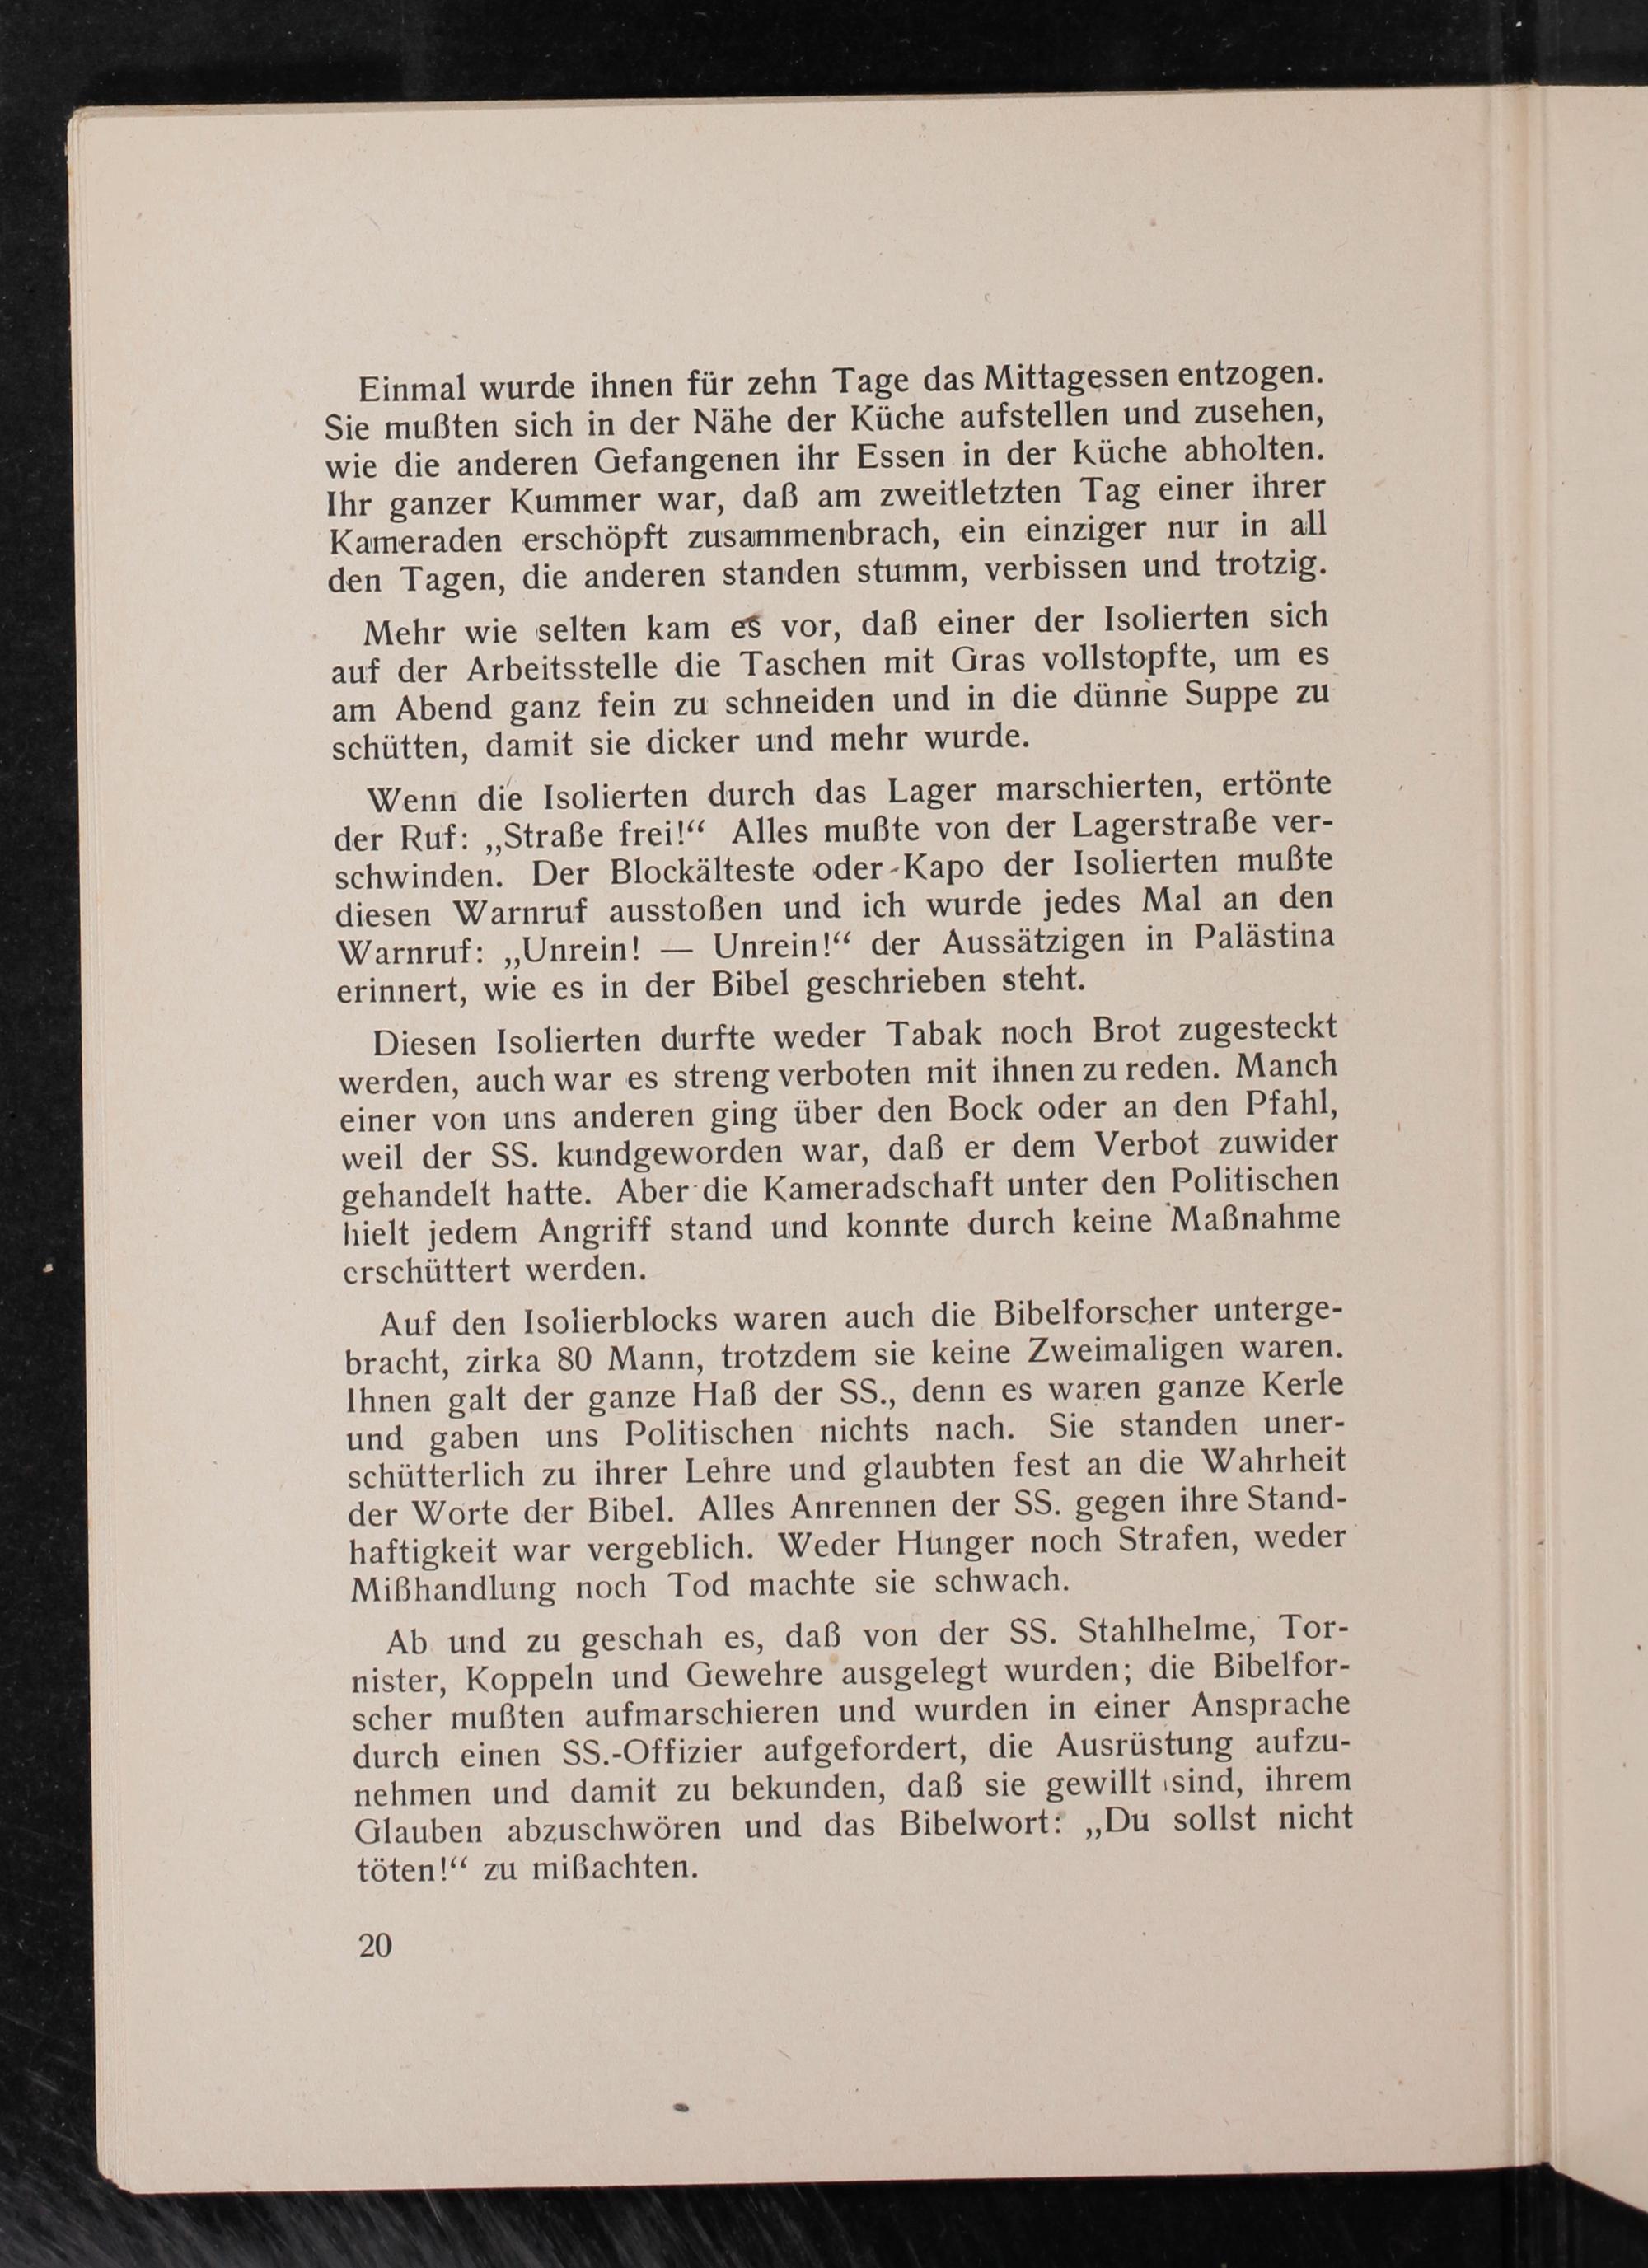 Einmal wurde ihnen für zehn Tage das Mittagessen entzogen.
Sie mußten sich in der Nähe der Küche aufstellen und zusehen,
wie die anderen Gefangenen ihr Essen in der Küche abholten.
Ihr ganzer Kummer war, daß am zweitletzten Tag einer ihrer
Kameraden erschöpft zusammenbrach, ein einziger nur in all
den Tagen, die anderen standen stumm, verbissen und trotzig.
Mehr wie selten kam es vor, daß einer der Isolierten sich
auf der Arbeitsstelle die Taschen mit Gras vollstopfte, um es
am Abend ganz fein zu schneiden und in die dünne Suppe zu
schütten, damit sie dicker und mehr wurde.
Wenn die Isolierten durch das Lager marschierten, ertönte
der Ruf: „Straße frei!“ Alles mußte von der Lagerstraße ver-
schwinden. Der Blockälteste oder-Kapo der Isolierten mußte
diesen Warnruf ausstoßen und ich wurde jedes Mal an den
Warnruf: „Unrein! — Unrein!“ der Aussätzigen in Palästina
erinnert, wie es in der Bibel geschrieben steht.
Diesen Isolierten durfte weder Tabak noch Brot zugesteckt
werden, auch war es streng verboten mit ihnen zu reden. Manch
einer von uns anderen ging über den Bock oder an den Pfahl,
weil der SS. kundgeworden war, daß er dem Verbot zuwider
gehandelt hatte. Aber die Kameradschaft unter den Politischen
hielt jedem Angriff stand und konnte durch keine Maßnahme
erschüttert werden.
Auf den Isolierblocks waren auch die Bibelforscher unterge-
bracht, zirka 80 Mann, trotzdem sie keine Zweimaligen waren.
Ihnen galt der ganze Haß der SS., denn es waren ganze Kerle
und gaben uns Politischen nichts nach. Sie standen uner-
schütterlich zu ihrer Lehre und glaubten fest an die Wahrheit
der Worte der Bibel. Alles Anrennen der SS. gegen ihre Stand-
haftigkeit war vergeblich. Weder Hunger noch Strafen, weder
Mißhandlung noch Tod machte sie schwach.
Ab und zu geschah es, daß von der SS. Stahlhelme, Tor-
nister, Koppeln und Gewehre ausgelegt wurden; die Bibelfor-
scher mußten aufmarschieren und wurden in einer Ansprache
durch einen SS.-Offizier aufgefordert, die Ausrüstung aufzu-
nehmen und damit zu bekunden, daß sie gewillt sind, ihrem
Glauben abzuschwören und das Bibelwort: „Du sollst nicht
töten!“ zu mißachten.
20